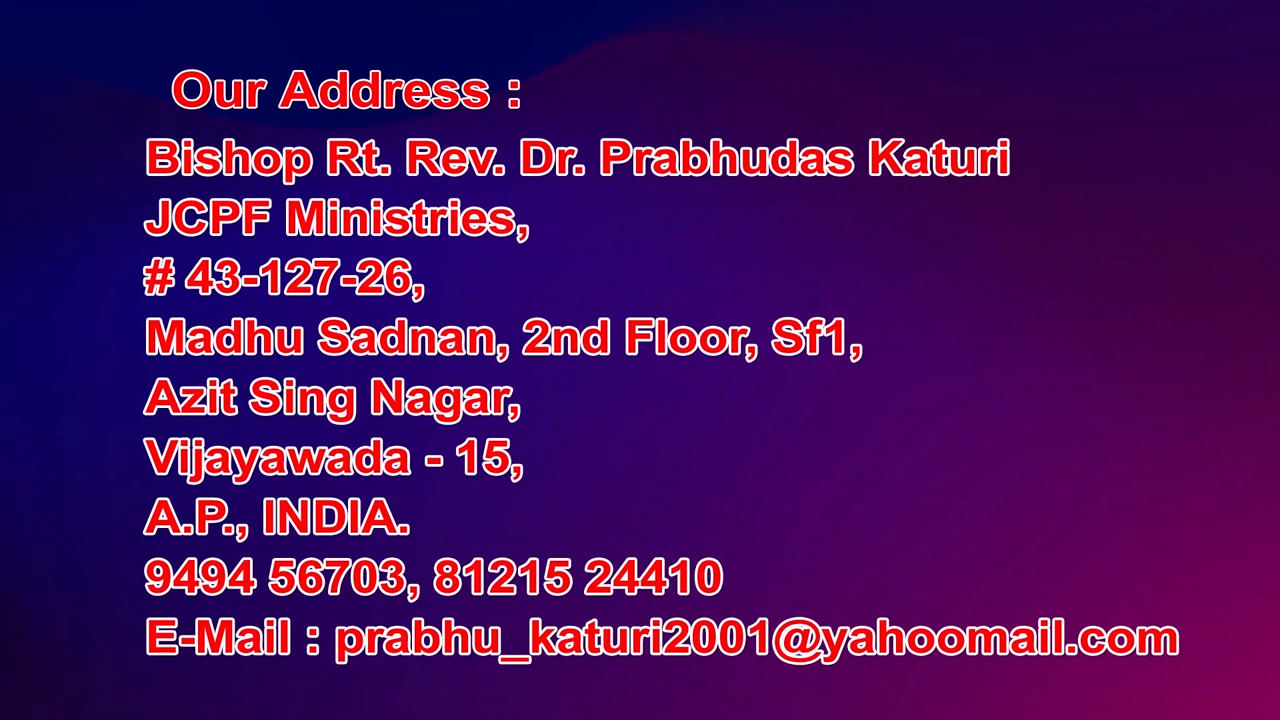 Our Address :
Bishop Rt. Rev. Dr. Prabhudas Katuri
JCPF Ministries,
# 43-127-26,
Madhu Sadnan, 2nd Floor, Sf1,
Azit Sing Nagar,
Vijayawada - 15,
A.P., INDIA.
9494 56703, 81215 24410
E-Mail : prabhu_katuri2001@yahoomail.com